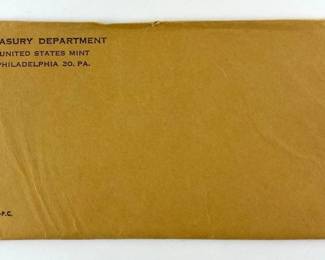 ASURY DEPARTMENT
UNITED STATES MINT
PHILADELPHIA 20. PA.
P.C.